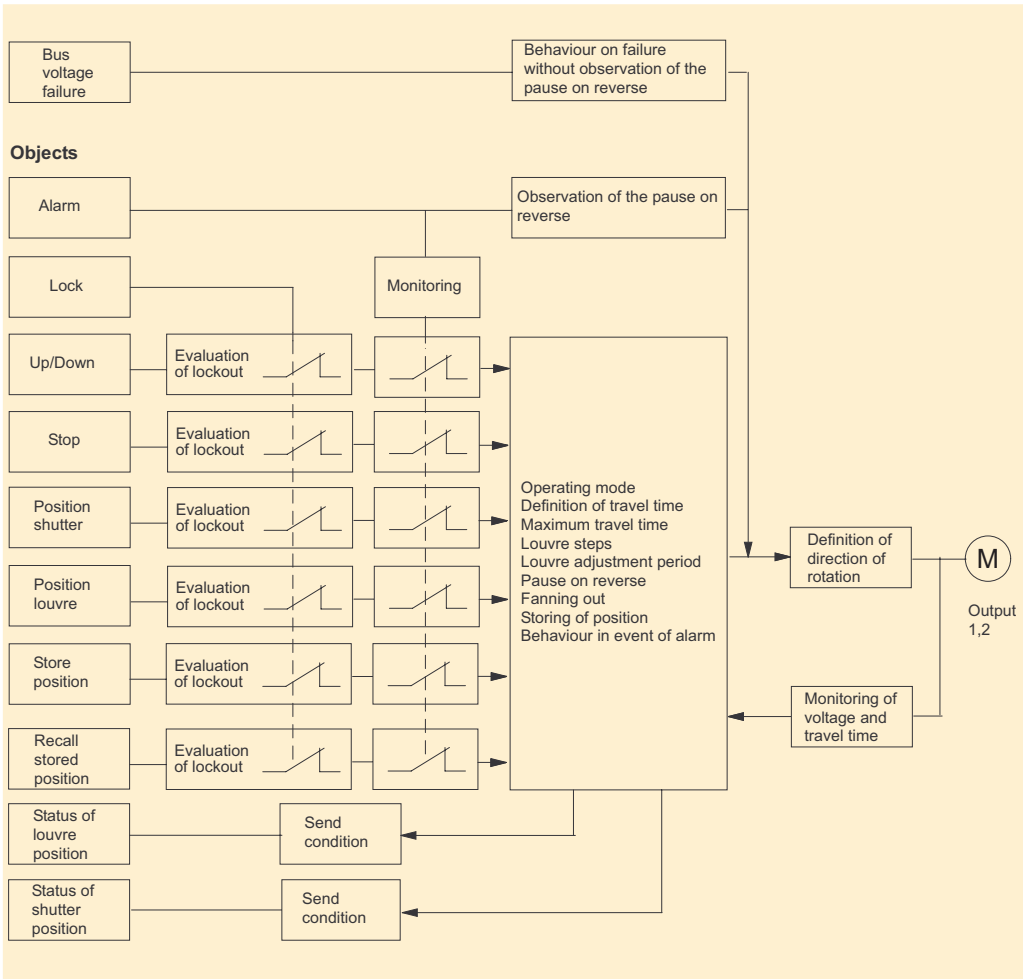 Bus
voltage
failure
Behaviour on failure
without observation of the
pause on reverse
Objects
Alarm
Observation of the pause on
reverse
Lock
Monitoring
Up/Down
Evaluation
of lockout
Stop
Evaluation
of lockout
Position
shutter
Evaluation
of lockout
Position
louvre
Evaluation
of lockout
Store
position
Evaluation
of lockout
Recall
stored
position
Evaluation
of lockout
Operating mode
Definition of travel time
Maximum travel time
Louvre steps
Louvre adjustment period
Pause on reverse
Fanning out
Storing of position
Behaviour in event of alarm
Definition of
direction of
rotation
M
Output
1,2
Monitoring of
voltage and
travel time
Status of
louvre
position
Send
condition
Status of
shutter
position
Send
condition